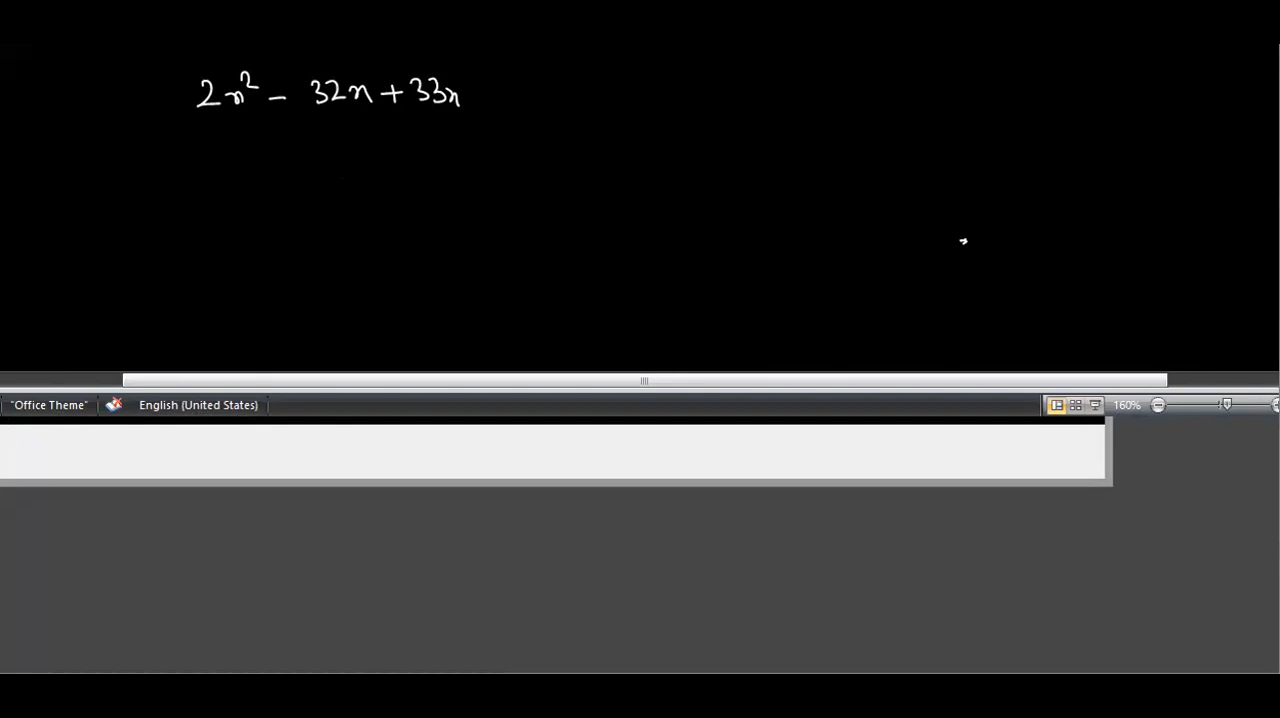 2x² - 32x + 33x
"Office Theme" English (United States) 160%